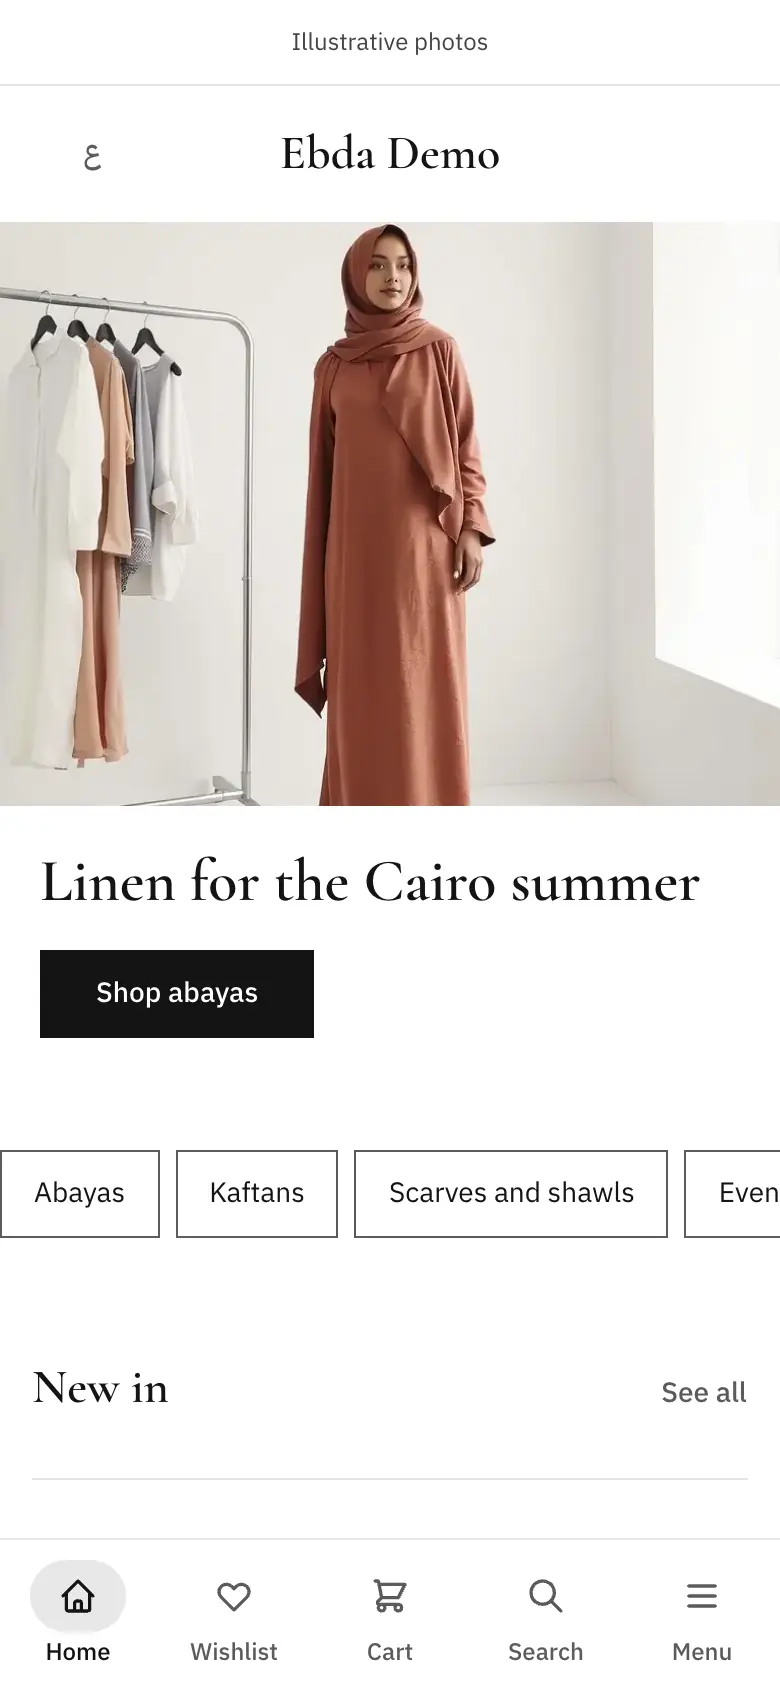 Illustrative photos
ع
Ebda Demo
Linen for the Cairo summer
Shop abayas
Abayas
Kaftans
Scarves and shawls
Even
New in
See all
Home
Wishlist
Cart
Search
Menu